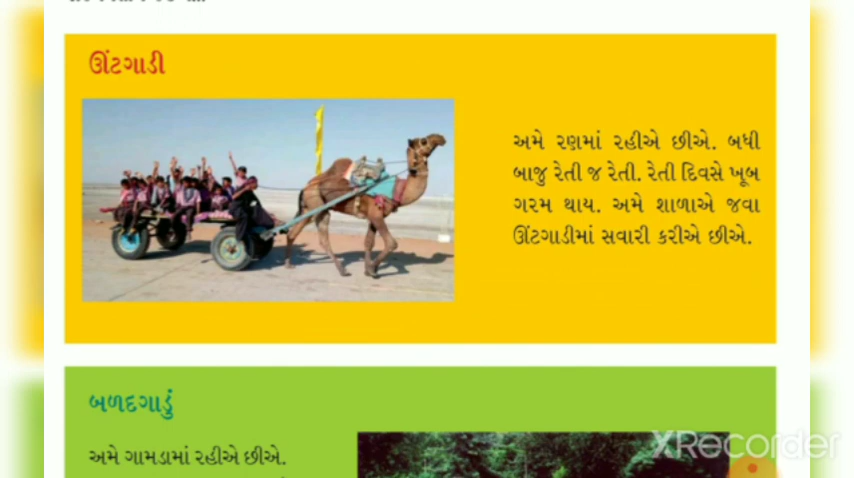 ઊંટગાડી
અમે રણમાં રહીએ છીએ. બધી
બાજુ રેતી જ રેતી. રેતી દિવસે ખૂબ
ગરમ થાય. અમે શાળાએ જવા
ઊંટગાડીમાં સવારી કરીએ છીએ.
બળદગાડું
અમે ગામડામાં રહીએ છીએ.
XRecorder